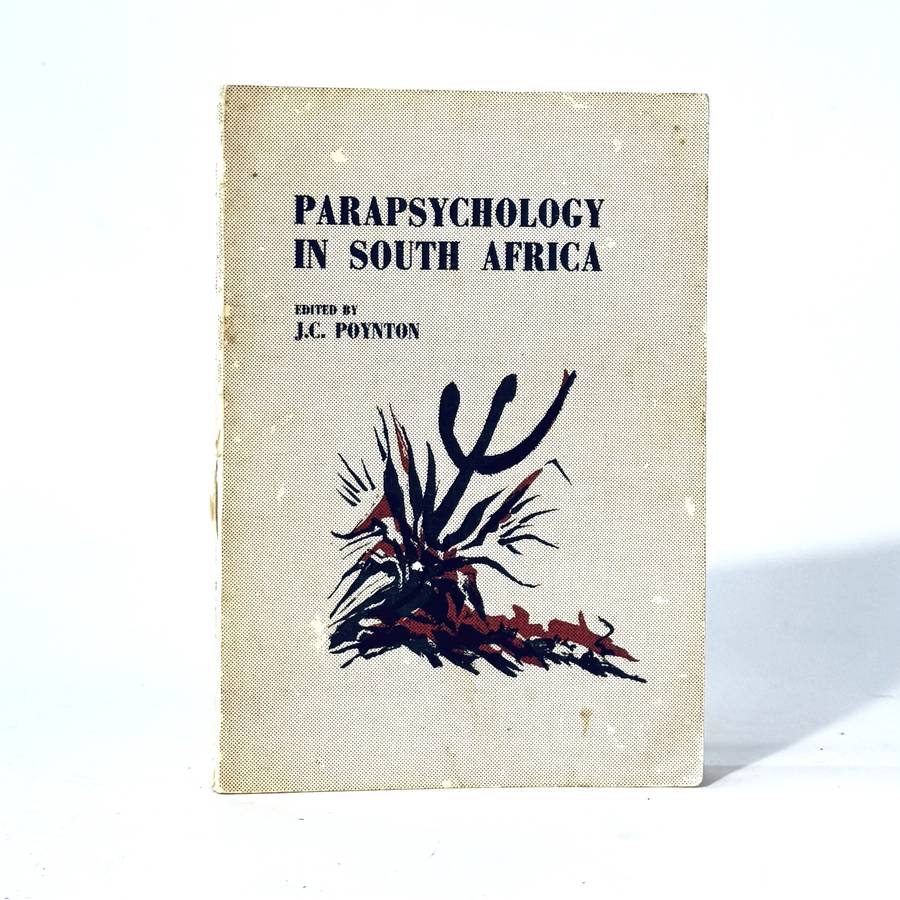 PARAPSYCHOLOGY
IN SOUTH AFRICA
EDITED BY
J.C. POYNTON